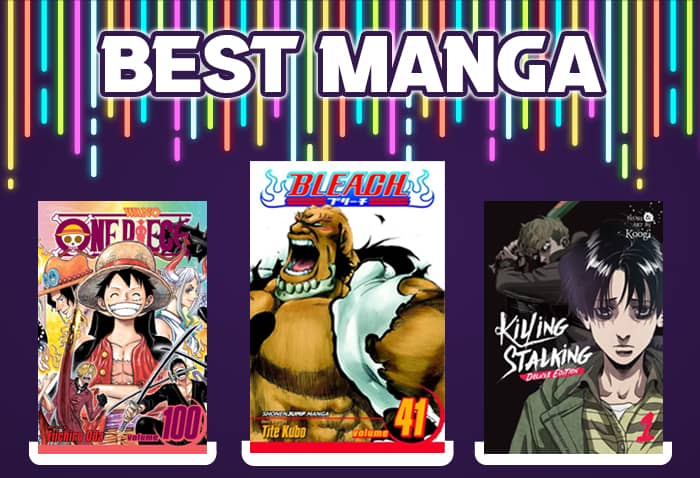 BEST MANGA
WANO
ONE PIECE
Eiichiro Oda
volume 100
BLEACH
ブリーチ
SHONEN JUMP MANGA
Tite Kubo
volume 41
STORY &
ART BY
Koogi
KILLING
STALKING
DELUXE EDITION
1